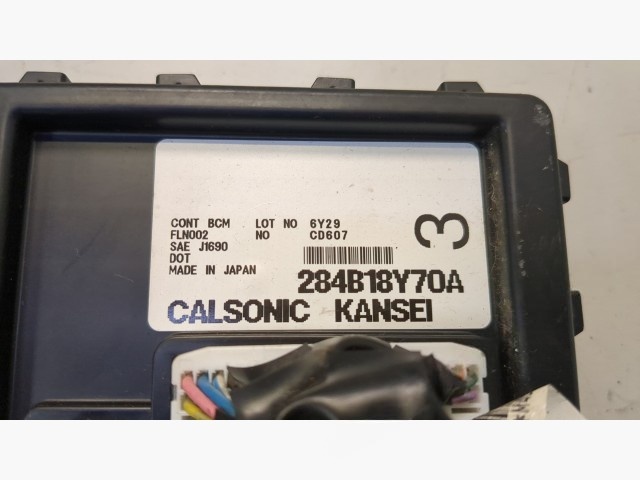 CONT BCM LOT NO 6Y29
FLN002 NO CD607
SAE J1690
DOT
MADE IN JAPAN
284B18Y70A
CALSONIC KANSEI
3